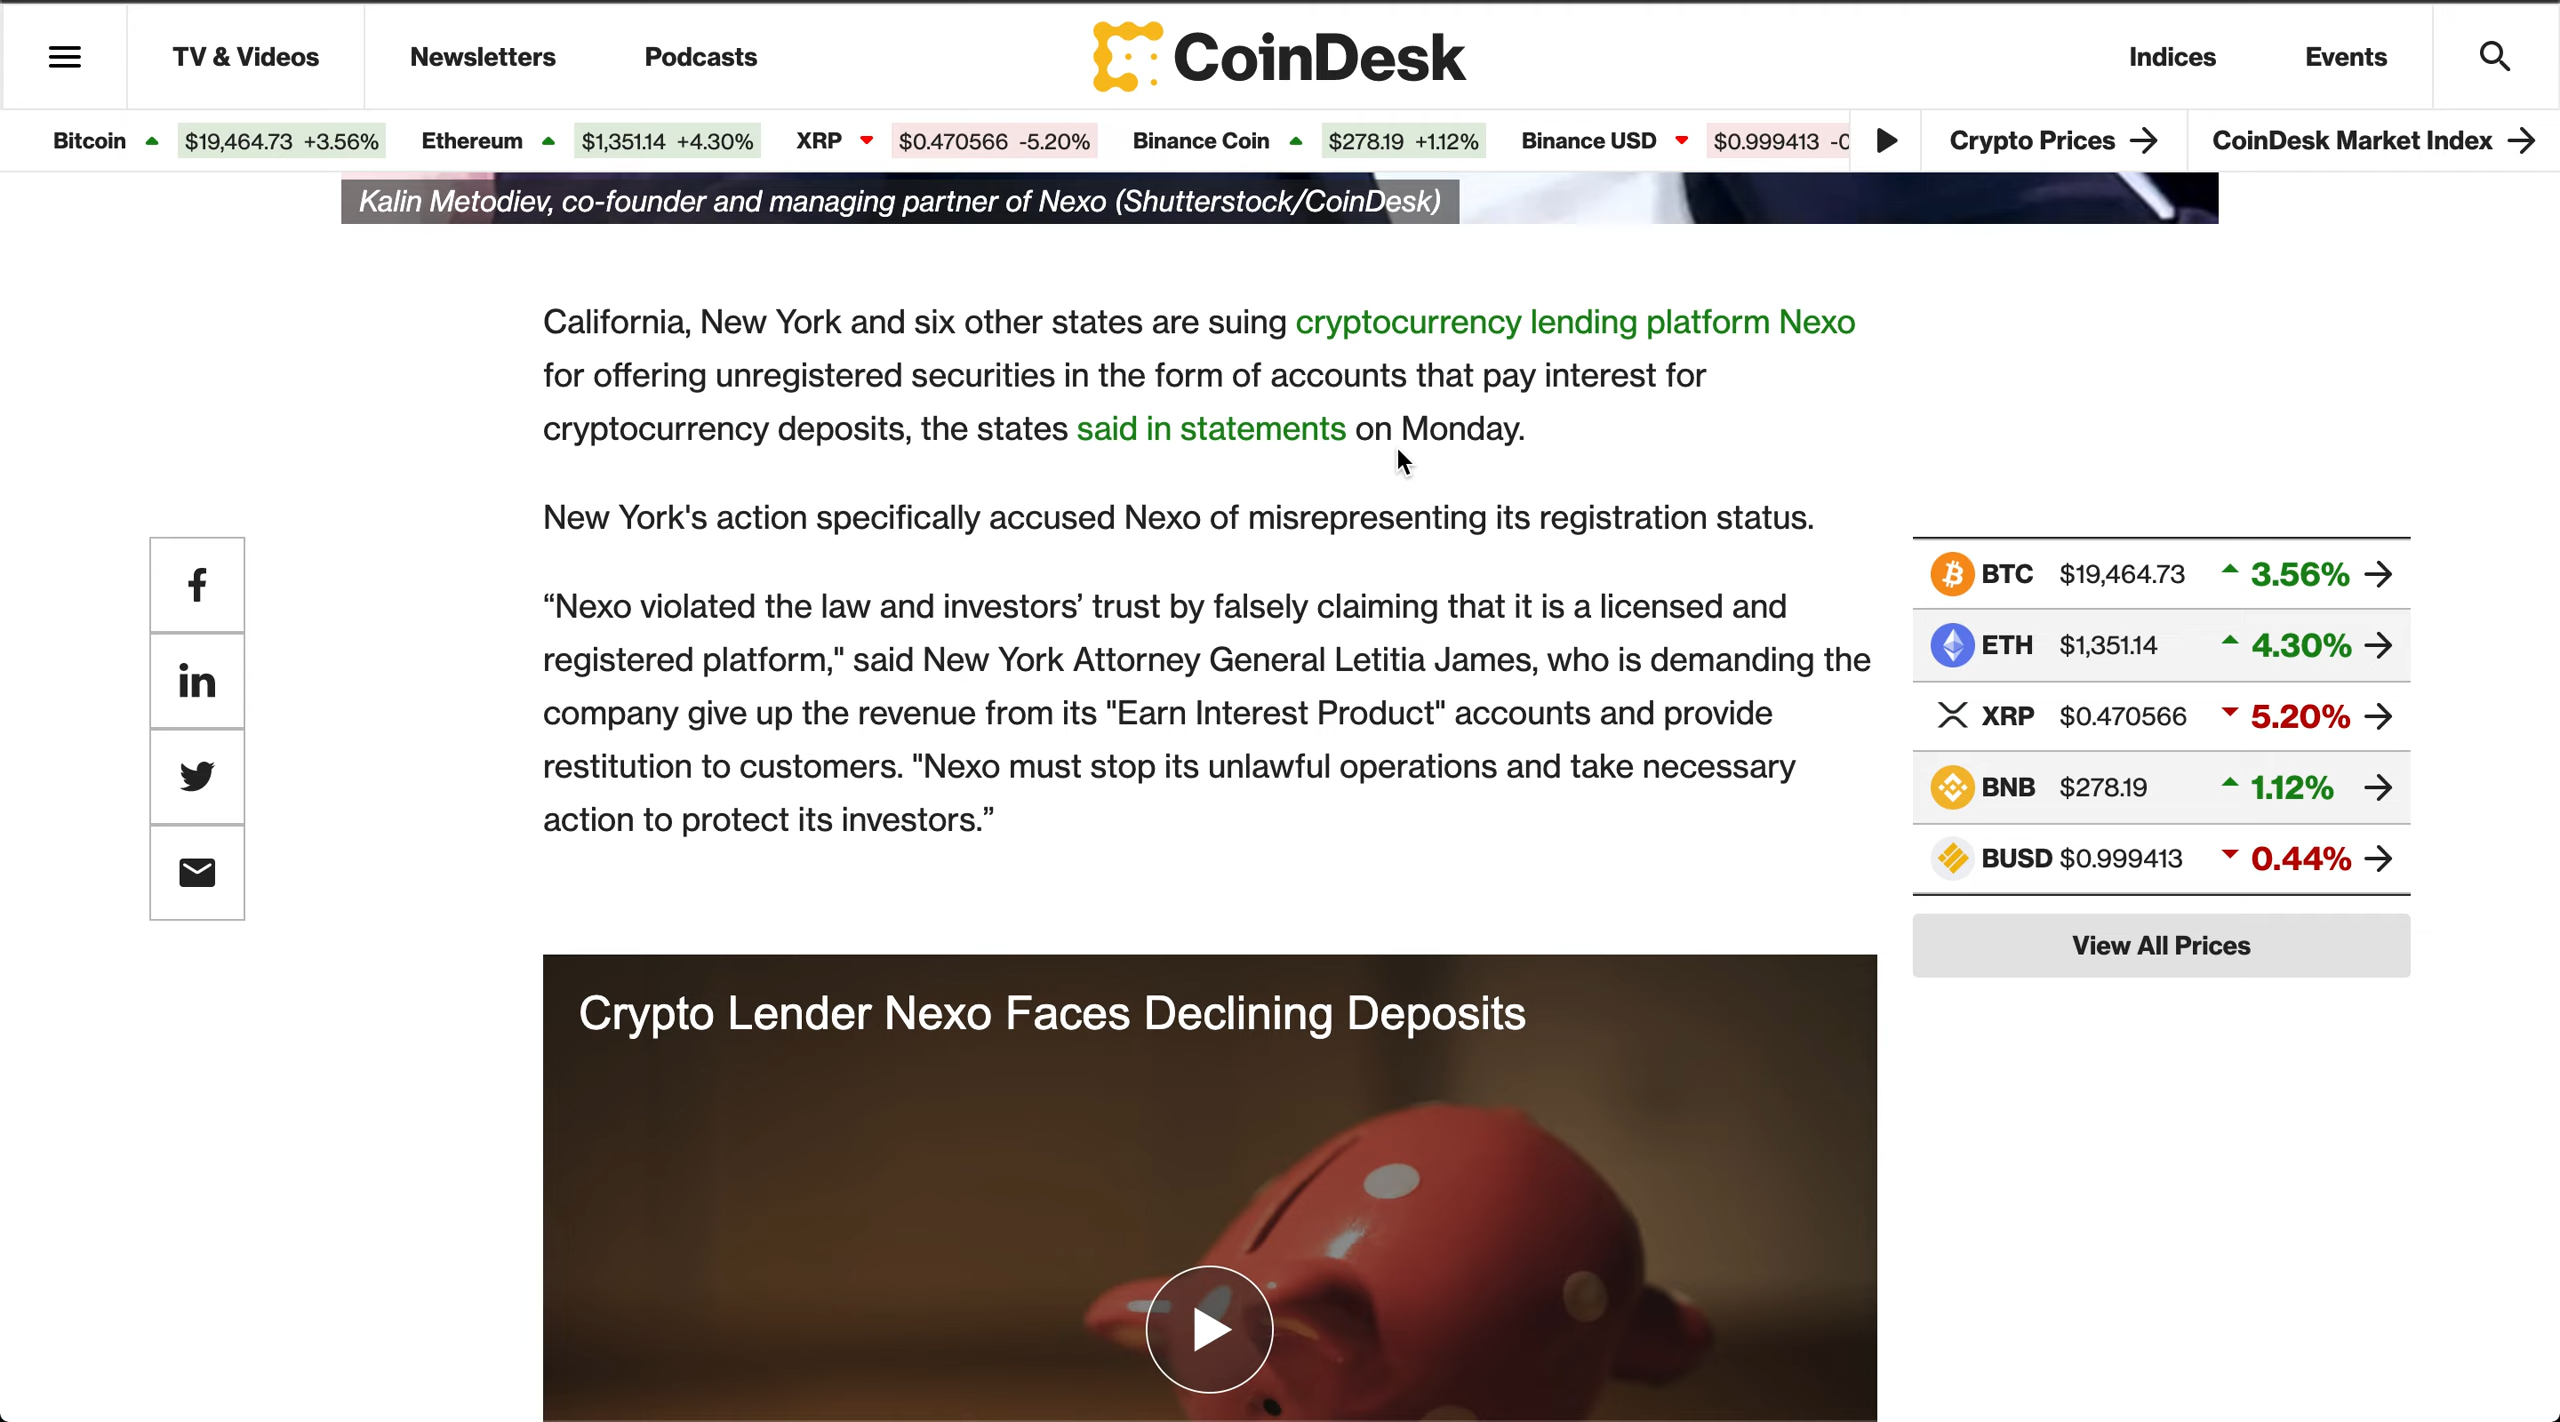 TV & Videos
Newsletters
Podcasts
CoinDesk
Indices
Events
Bitcoin $19,464.73 +3.56% Ethereum $1,351.14 +4.30% XRP $0.470566 -5.20% Binance Coin $278.19 +1.12% Binance USD $0.999413
Crypto Prices
CoinDesk Market Index
Kalin Metodiev, co-founder and managing partner of Nexo (Shutterstock/CoinDesk)
California, New York and six other states are suing cryptocurrency lending platform Nexo
for offering unregistered securities in the form of accounts that pay interest for
cryptocurrency deposits, the states said in statements on Monday.
New York's action specifically accused Nexo of misrepresenting its registration status.
“Nexo violated the law and investors’ trust by falsely claiming that it is a licensed and
registered platform," said New York Attorney General Letitia James, who is demanding the
company give up the revenue from its "Earn Interest Product" accounts and provide
restitution to customers. "Nexo must stop its unlawful operations and take necessary
action to protect its investors.”
BTC $19,464.73 3.56%
ETH $1,351.14 4.30%
XRP $0.470566 5.20%
BNB $278.19 1.12%
BUSD $0.999413 0.44%
View All Prices
Crypto Lender Nexo Faces Declining Deposits